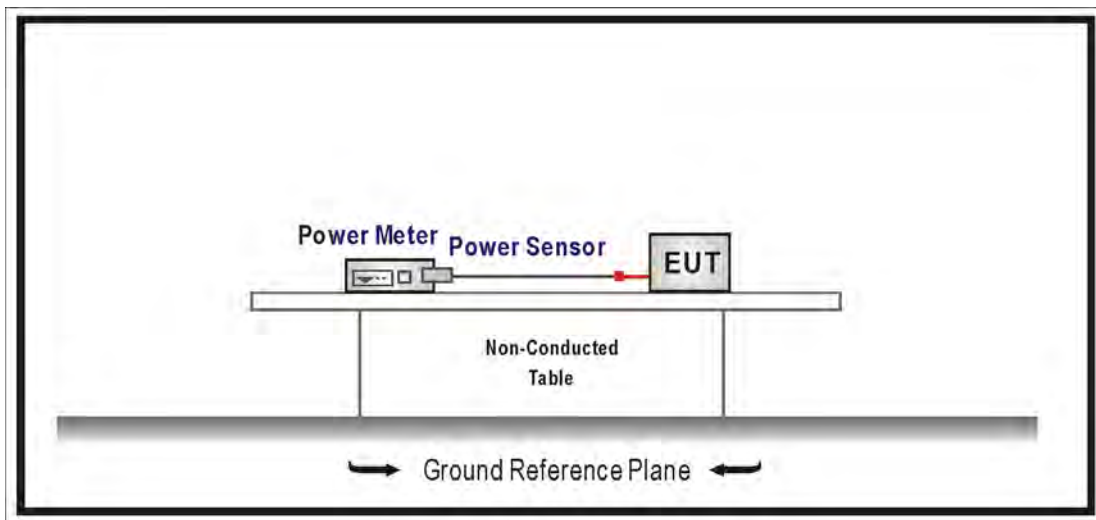 Power Meter
Power Sensor
EUT
Non-Conducted
Table
Ground Reference Plane